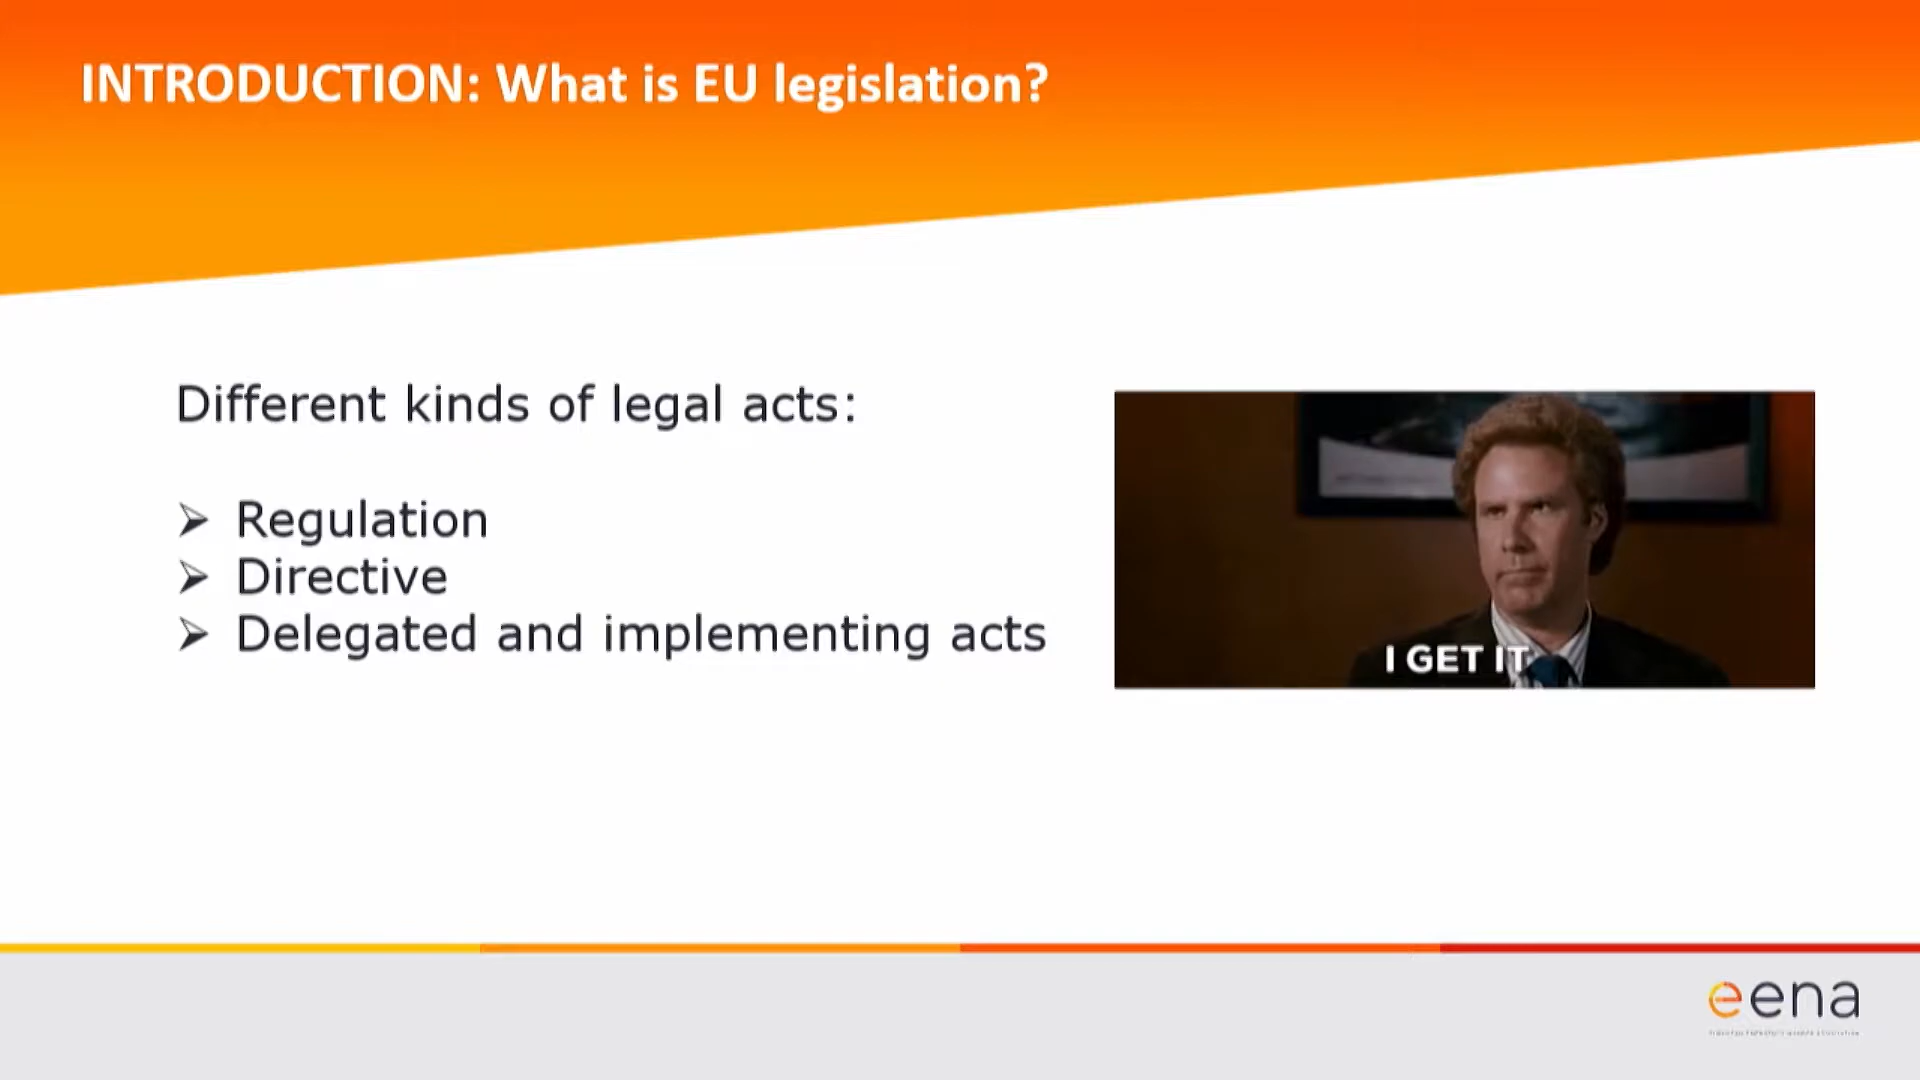 INTRODUCTION: What is EU legislation?
Different kinds of legal acts:
➢ Regulation
➢ Directive
➢ Delegated and implementing acts
I GET IT
eena